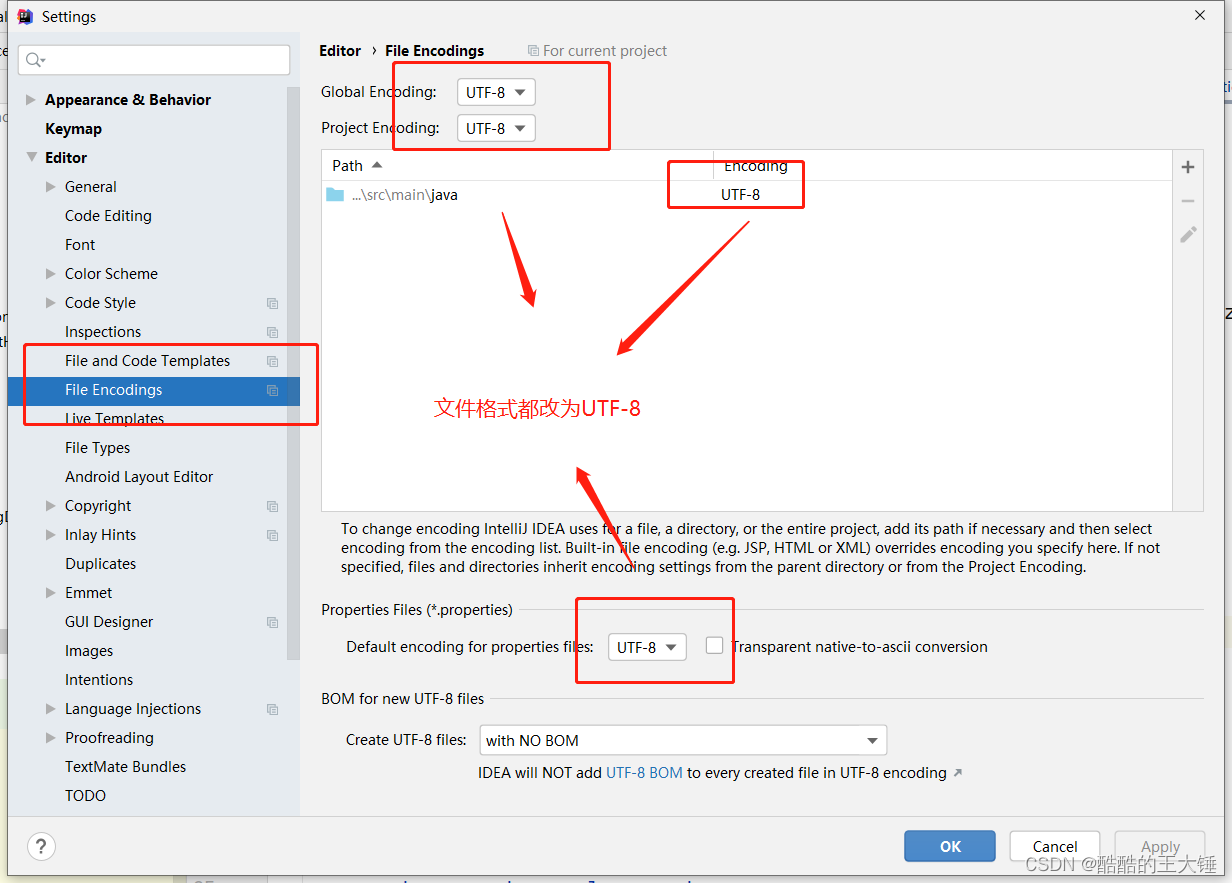 Settings
Editor › File Encodings For current project
Appearance & Behavior
Keymap
Editor
General
Code Editing
Font
Color Scheme
Code Style
Inspections
File and Code Templates
File Encodings
Live Templates
File Types
Android Layout Editor
Copyright
Inlay Hints
Duplicates
Emmet
GUI Designer
Images
Intentions
Language Injections
Proofreading
TextMate Bundles
TODO
Global Encoding: UTF-8
Project Encoding: UTF-8
Path Encoding
...\src\main\java UTF-8
文件格式都改为UTF-8
To change encoding IntelliJ IDEA uses for a file, a directory, or the entire project, add its path if necessary and then select
encoding from the encoding list. Built-in file encoding (e.g. JSP, HTML or XML) overrides encoding you specify here. If not
specified, files and directories inherit encoding settings from the parent directory or from the Project Encoding.
Properties Files (*.properties)
Default encoding for properties files: UTF-8 Transparent native-to-ascii conversion
BOM for new UTF-8 files
Create UTF-8 files: with NO BOM
IDEA will NOT add UTF-8 BOM to every created file in UTF-8 encoding ↗
? OK Cancel Apply
CSDN @酷酷的王大锤